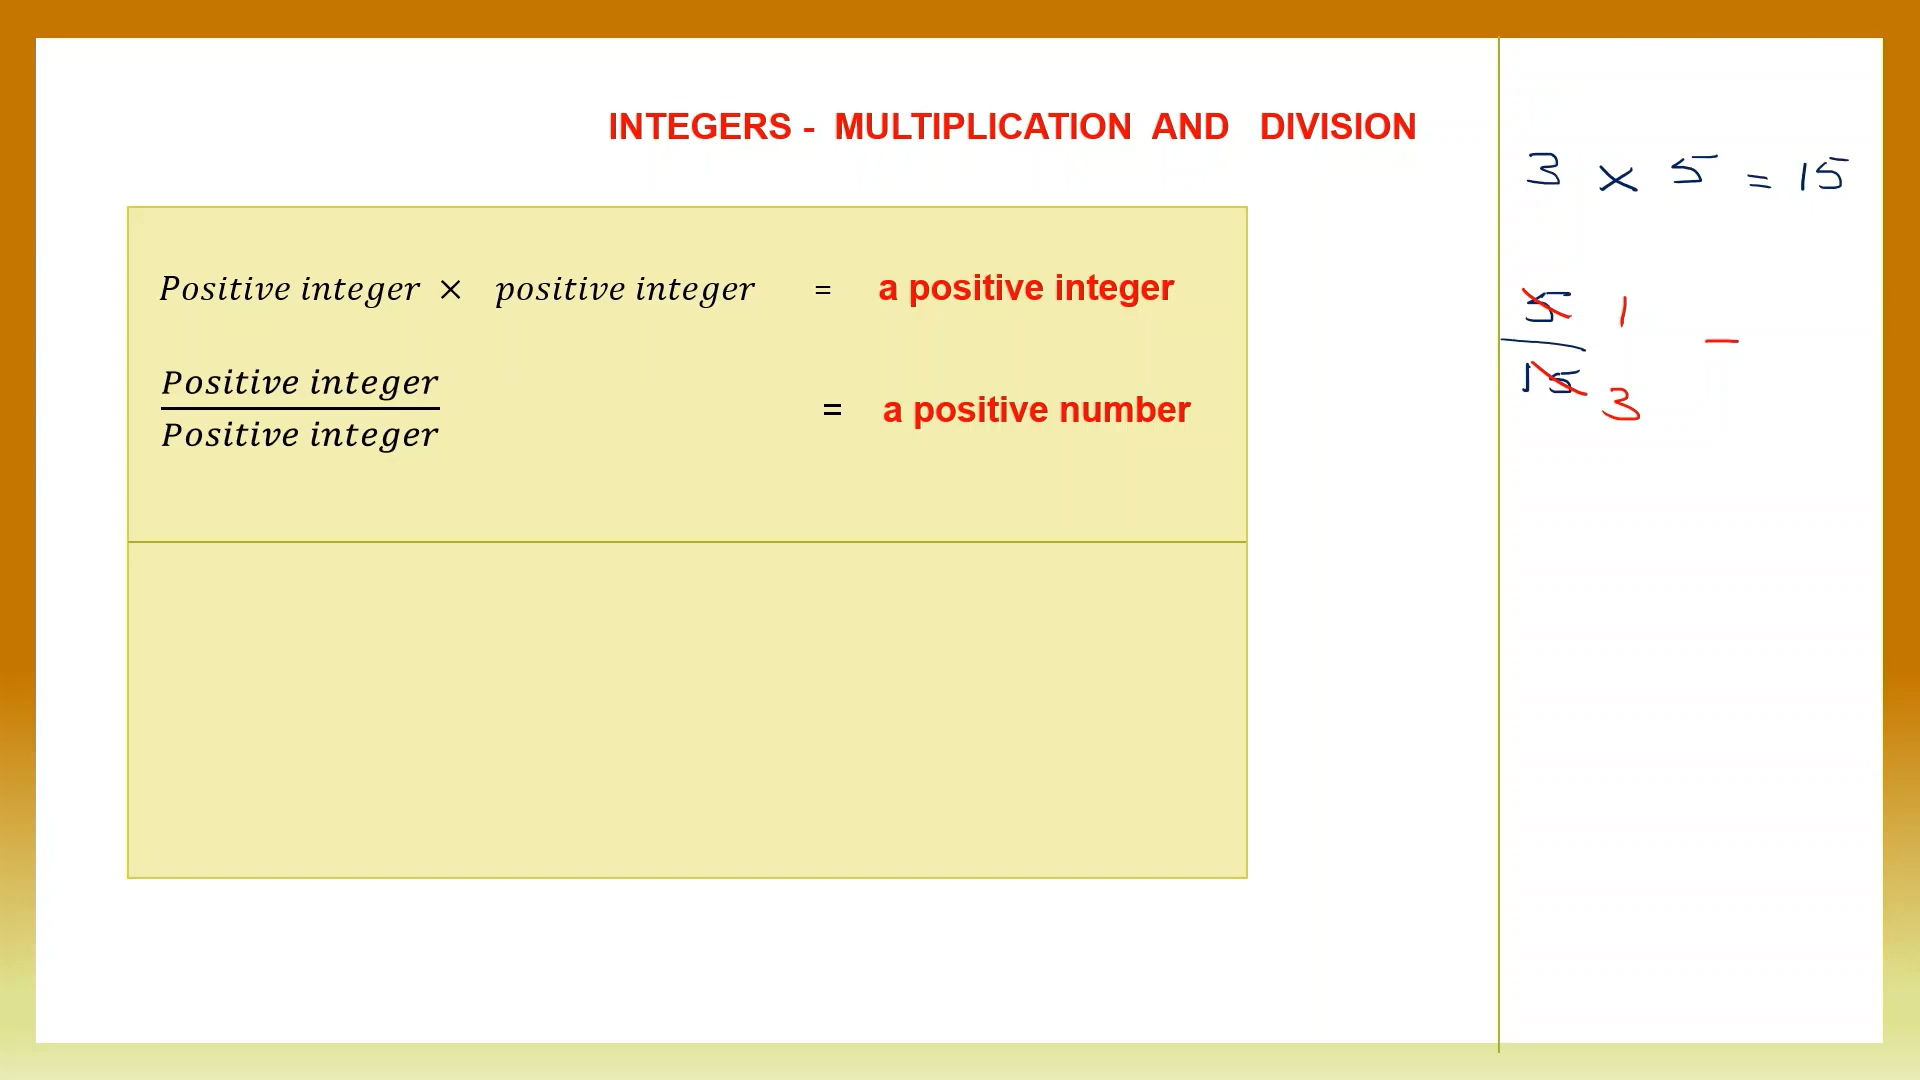 INTEGERS - MULTIPLICATION AND DIVISION
Positive integer × positive integer = a positive integer
Positive integer
Positive integer
= a positive number
3 × 5 = 15
5 1
15 3